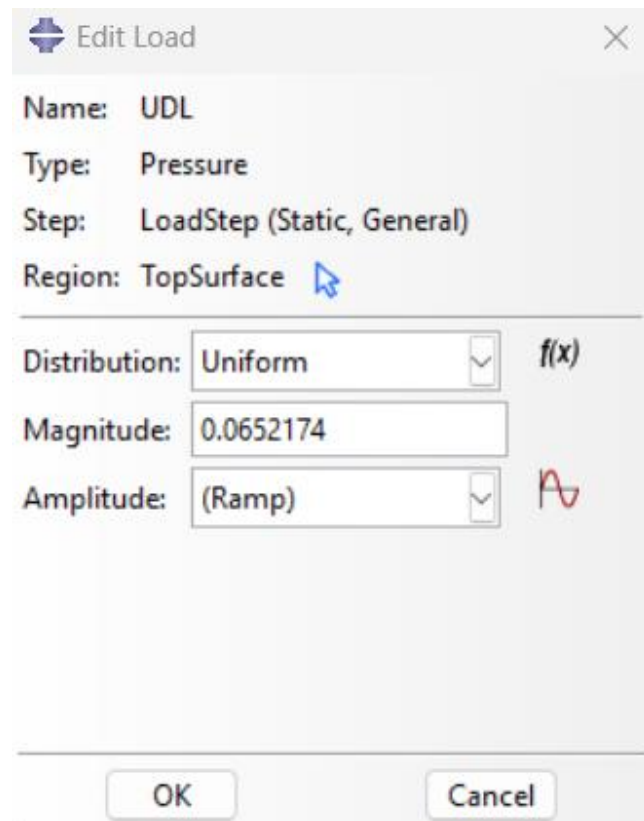 Edit Load
Name: UDL
Type: Pressure
Step: LoadStep (Static, General)
Region: TopSurface
Distribution: Uniform f(x)
Magnitude: 0.0652174
Amplitude: (Ramp)
OK Cancel